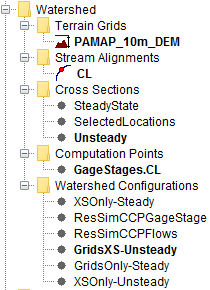 Watershed
Terrain Grids
PAMAP_10m_DEM
Stream Alignments
CL
Cross Sections
SteadyState
SelectedLocations
Unsteady
Computation Points
GageStages.CL
Watershed Configurations
XSOnly-Steady
ResSimCCPGageStage
ResSimCCPFlows
GridsXS-Unsteady
GridsOnly-Steady
XSOnly-Unsteady